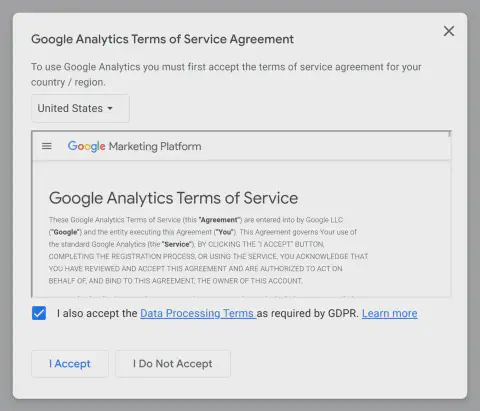 Google Analytics Terms of Service Agreement
To use Google Analytics you must first accept the terms of service agreement for your
country / region.
United States
Google Marketing Platform
Google Analytics Terms of Service
These Google Analytics Terms of Service (this "Agreement") are entered into by Google LLC
("Google") and the entity executing this Agreement ("You"). This Agreement governs Your use of
the standard Google Analytics (the "Service"). BY CLICKING THE "I ACCEPT" BUTTON,
COMPLETING THE REGISTRATION PROCESS, OR USING THE SERVICE, YOU ACKNOWLEDGE THAT
YOU HAVE REVIEWED AND ACCEPT THIS AGREEMENT AND ARE AUTHORIZED TO ACT ON
BEHALF OF, AND BIND TO THIS AGREEMENT, THE OWNER OF THIS ACCOUNT.
I also accept the Data Processing Terms as required by GDPR. Learn more
I Accept I Do Not Accept